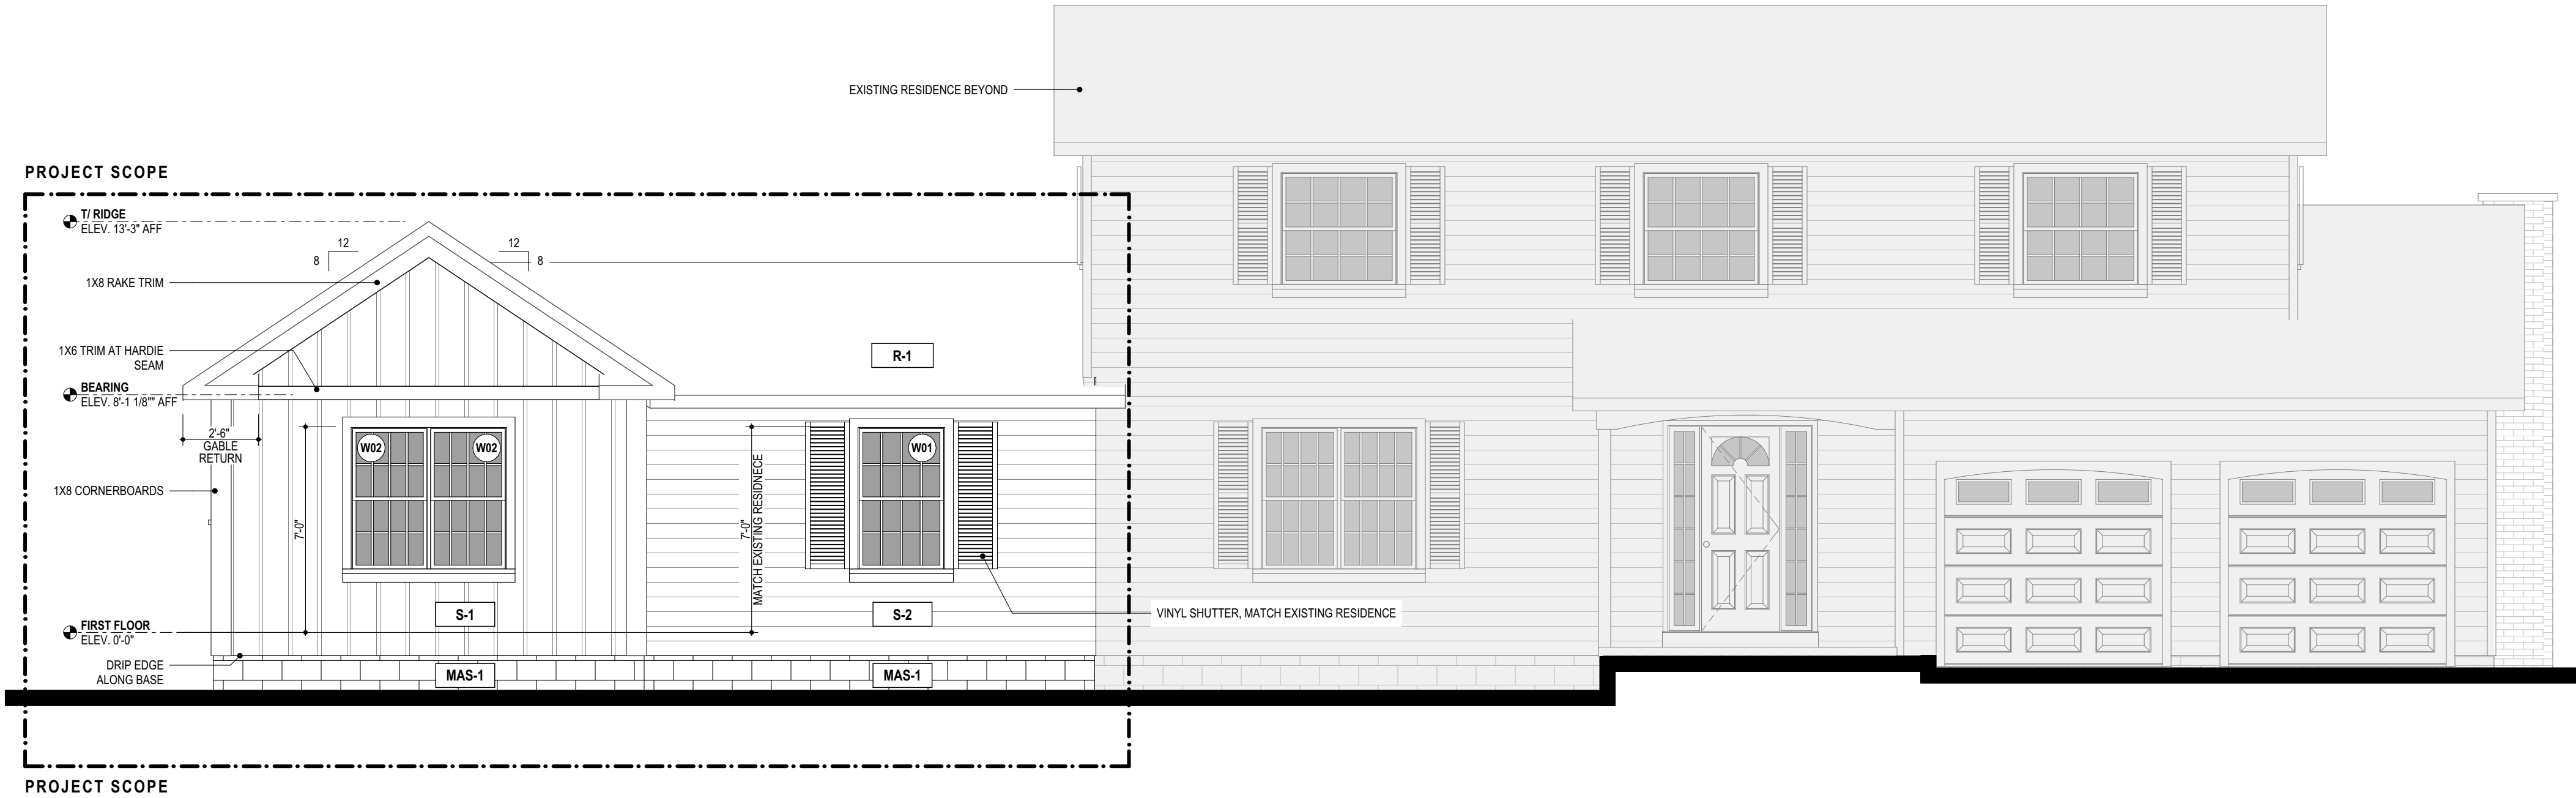 EXISTING RESIDENCE BEYOND
PROJECT SCOPE
T/ RIDGE
ELEV. 13'-3" AFF
12
8
12
8
1X8 RAKE TRIM
1X6 TRIM AT HARDIE
SEAM
R-1
BEARING
ELEV. 8'-1 1/8"" AFF
2'-6"
GABLE
RETURN
W02
W02
W01
1X8 CORNERBOARDS
7'-0"
7'-0"
MATCH EXISTING RESIDNECE
S-1
S-2
VINYL SHUTTER, MATCH EXISTING RESIDENCE
FIRST FLOOR
ELEV. 0'-0"
DRIP EDGE
ALONG BASE
MAS-1
MAS-1
PROJECT SCOPE